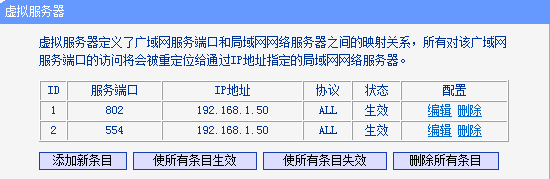 虚拟服务器
虚拟服务器定义了广域网服务端口和局域网网络服务器之间的映射关系，所有对该广域网
服务端口的访问将会被重定位给通过IP地址指定的局域网网络服务器。
ID 服务端口 IP地址 协议 状态 配置
1 802 192.168.1.50 ALL 生效 编辑 删除
2 554 192.168.1.50 ALL 生效 编辑 删除
添加新条目 使所有条目生效 使所有条目失效 删除所有条目